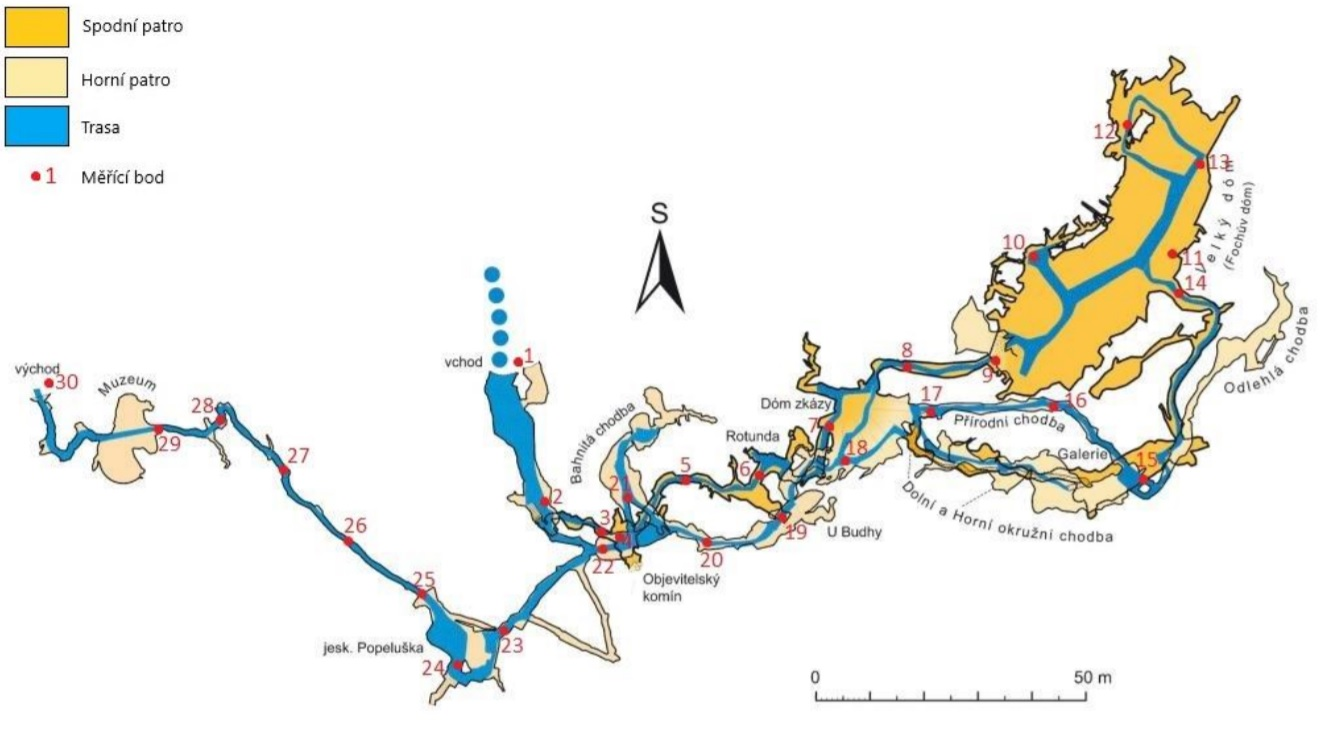 Spodní patro
Horní patro
Trasa
1 Měřící bod
S
12
13
Velký dóm
(Fochův dóm)
10
11
14
vchod
1
východ
30
Muzeum
28
29
27
26
25
jesk. Popeluška
24
23
2
3
4
22
21
Bahnitá chodba
5
Rotunda
6
Dóm zkázy
7
8
9
17
16
Přírodní chodba
18
Galerie
15
Odlehlá chodba
Dolní a Horní okružní chodba
19
U Budhy
20
Objevitelský
komín
0
50 m